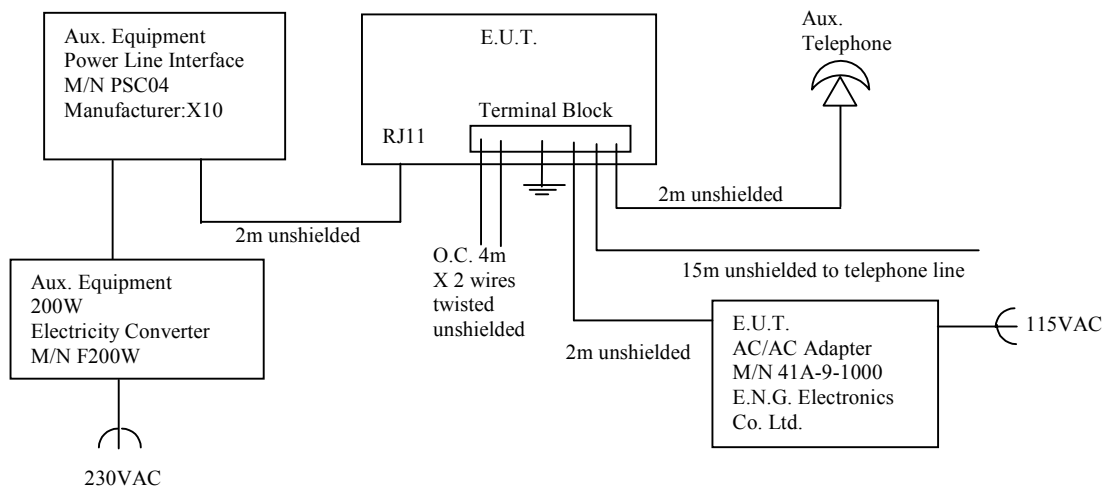 Aux. Equipment
Power Line Interface
M/N PSC04
Manufacturer:X10
E.U.T.
Terminal Block
RJ11
Aux.
Telephone
2m unshielded
2m unshielded
O.C. 4m
X 2 wires
twisted
unshielded
15m unshielded to telephone line
Aux. Equipment
200W
Electricity Converter
M/N F200W
2m unshielded
E.U.T.
AC/AC Adapter
M/N 41A-9-1000
E.N.G. Electronics
Co. Ltd.
115VAC
230VAC